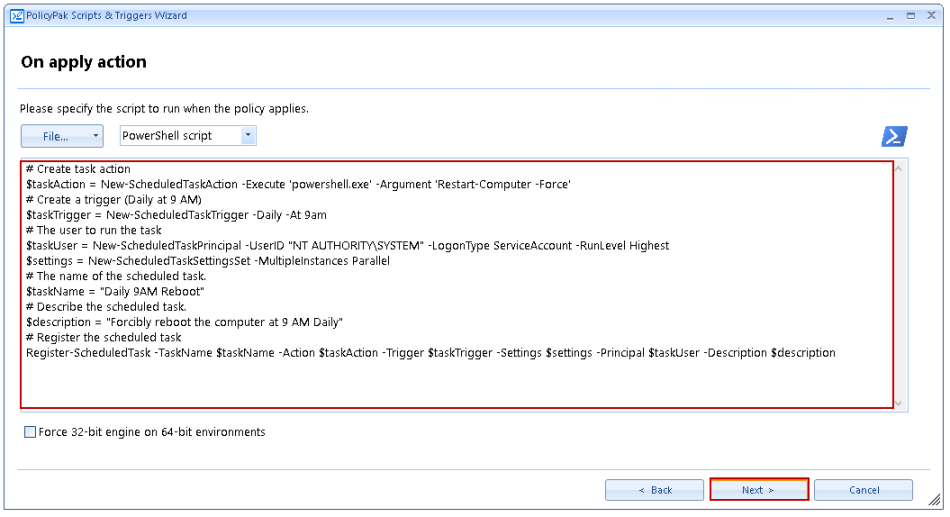 PolicyPak Scripts & Triggers Wizard
On apply action
Please specify the script to run when the policy applies.
File...
PowerShell script
# Create task action
$taskAction = New-ScheduledTaskAction -Execute 'powershell.exe' -Argument 'Restart-Computer -Force'
# Create a trigger (Daily at 9 AM)
$taskTrigger = New-ScheduledTaskTrigger -Daily -At 9am
# The user to run the task
$taskUser = New-ScheduledTaskPrincipal -UserID "NT AUTHORITY\SYSTEM" -LogonType ServiceAccount -RunLevel Highest
$settings = New-ScheduledTaskSettingsSet -MultipleInstances Parallel
# The name of the scheduled task.
$taskName = "Daily 9AM Reboot"
# Describe the scheduled task.
$description = "Forcibly reboot the computer at 9 AM Daily"
# Register the scheduled task
Register-ScheduledTask -TaskName $taskName -Action $taskAction -Trigger $taskTrigger -Settings $settings -Principal $taskUser -Description $description
Force 32-bit engine on 64-bit environments
< Back
Next >
Cancel